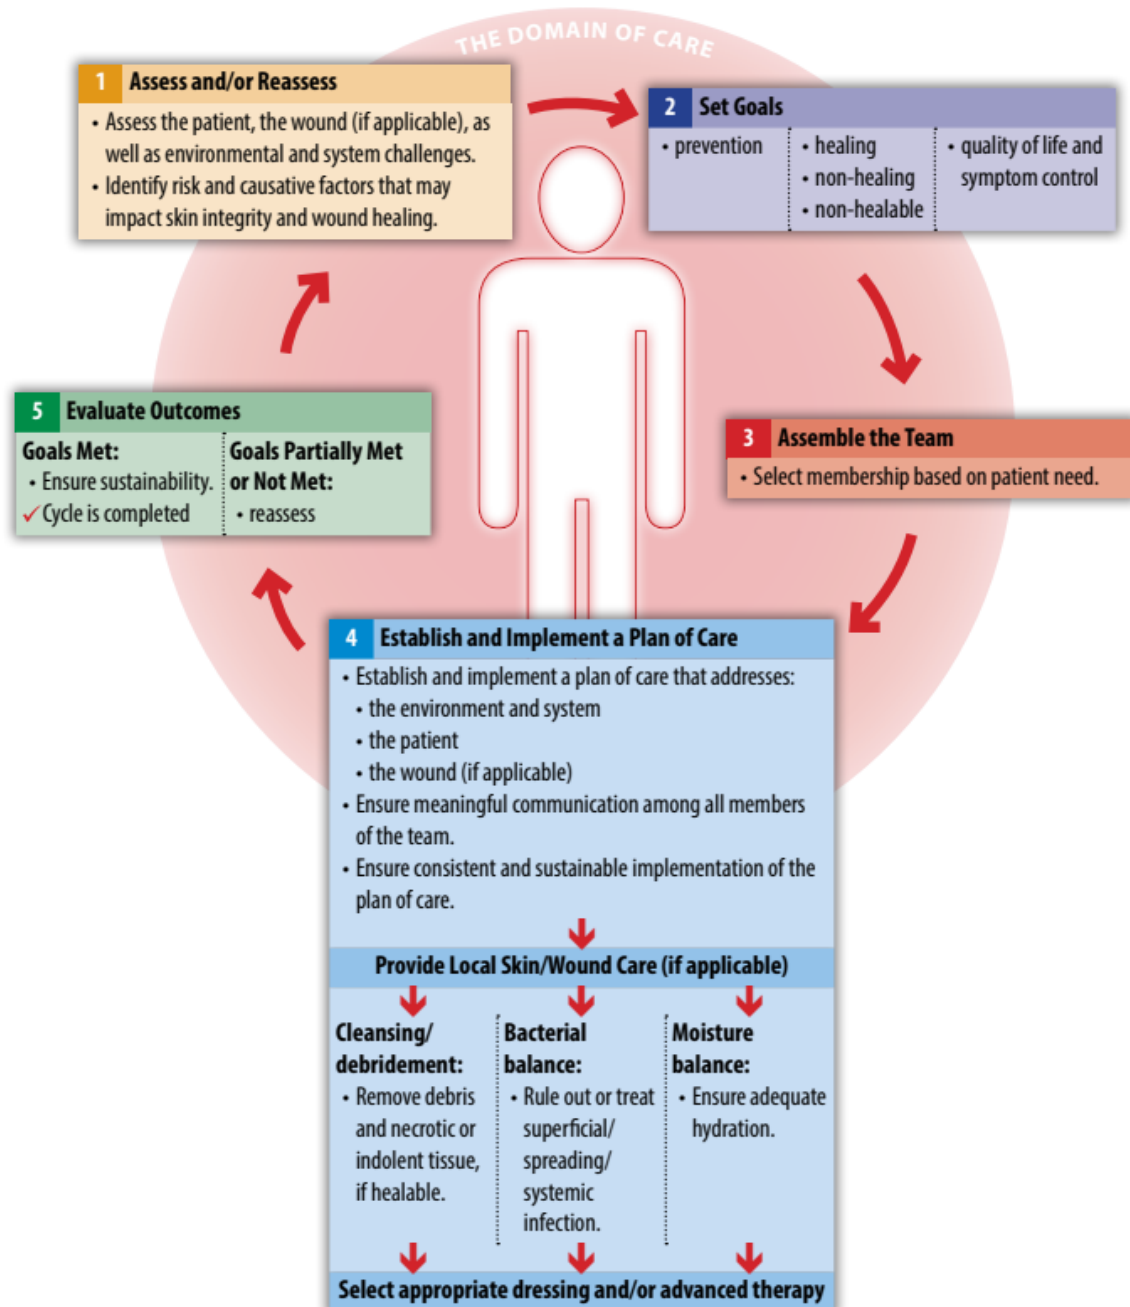 THE DOMAIN OF CARE
1 Assess and/or Reassess
• Assess the patient, the wound (if applicable), as
well as environmental and system challenges.
• Identify risk and causative factors that may
impact skin integrity and wound healing.
2 Set Goals
• prevention
• healing
• non-healing
• non-healable
• quality of life and
symptom control
3 Assemble the Team
• Select membership based on patient need.
4 Establish and Implement a Plan of Care
• Establish and implement a plan of care that addresses:
• the environment and system
• the patient
• the wound (if applicable)
• Ensure meaningful communication among all members
of the team.
• Ensure consistent and sustainable implementation of the
plan of care.
Provide Local Skin/Wound Care (if applicable)
Cleansing/
debridement:
• Remove debris
and necrotic or
indolent tissue,
if healable.
Bacterial
balance:
• Rule out or treat
superficial/
spreading/
systemic
infection.
Moisture
balance:
• Ensure adequate
hydration.
Select appropriate dressing and/or advanced therapy
5 Evaluate Outcomes
Goals Met:
• Ensure sustainability.
✓ Cycle is completed
Goals Partially Met
or Not Met:
• reassess